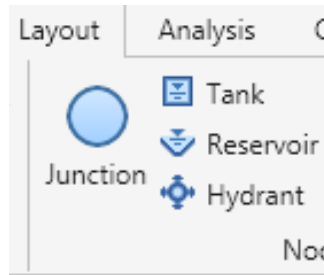 Layout Analysis
Junction
Tank
Reservoir
Hydrant